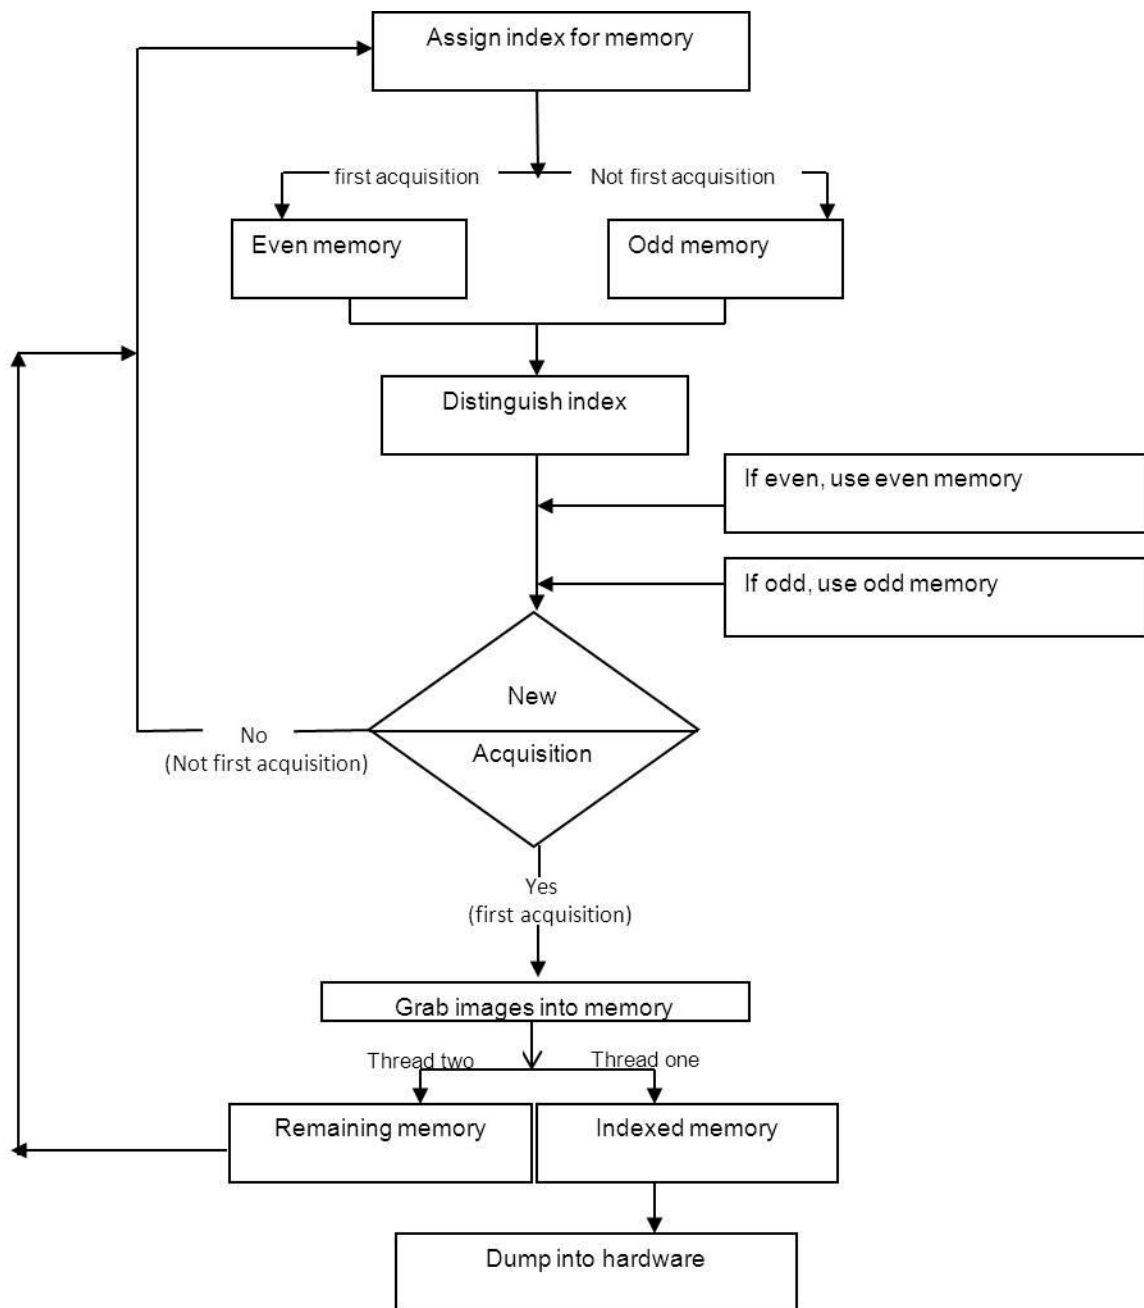 Assign index for memory
first acquisition
Not first acquisition
Even memory
Odd memory
Distinguish index
If even, use even memory
If odd, use odd memory
New
Acquisition
No
(Not first acquisition)
Yes
(first acquisition)
Grab images into memory
Thread two
Thread one
Remaining memory
Indexed memory
Dump into hardware